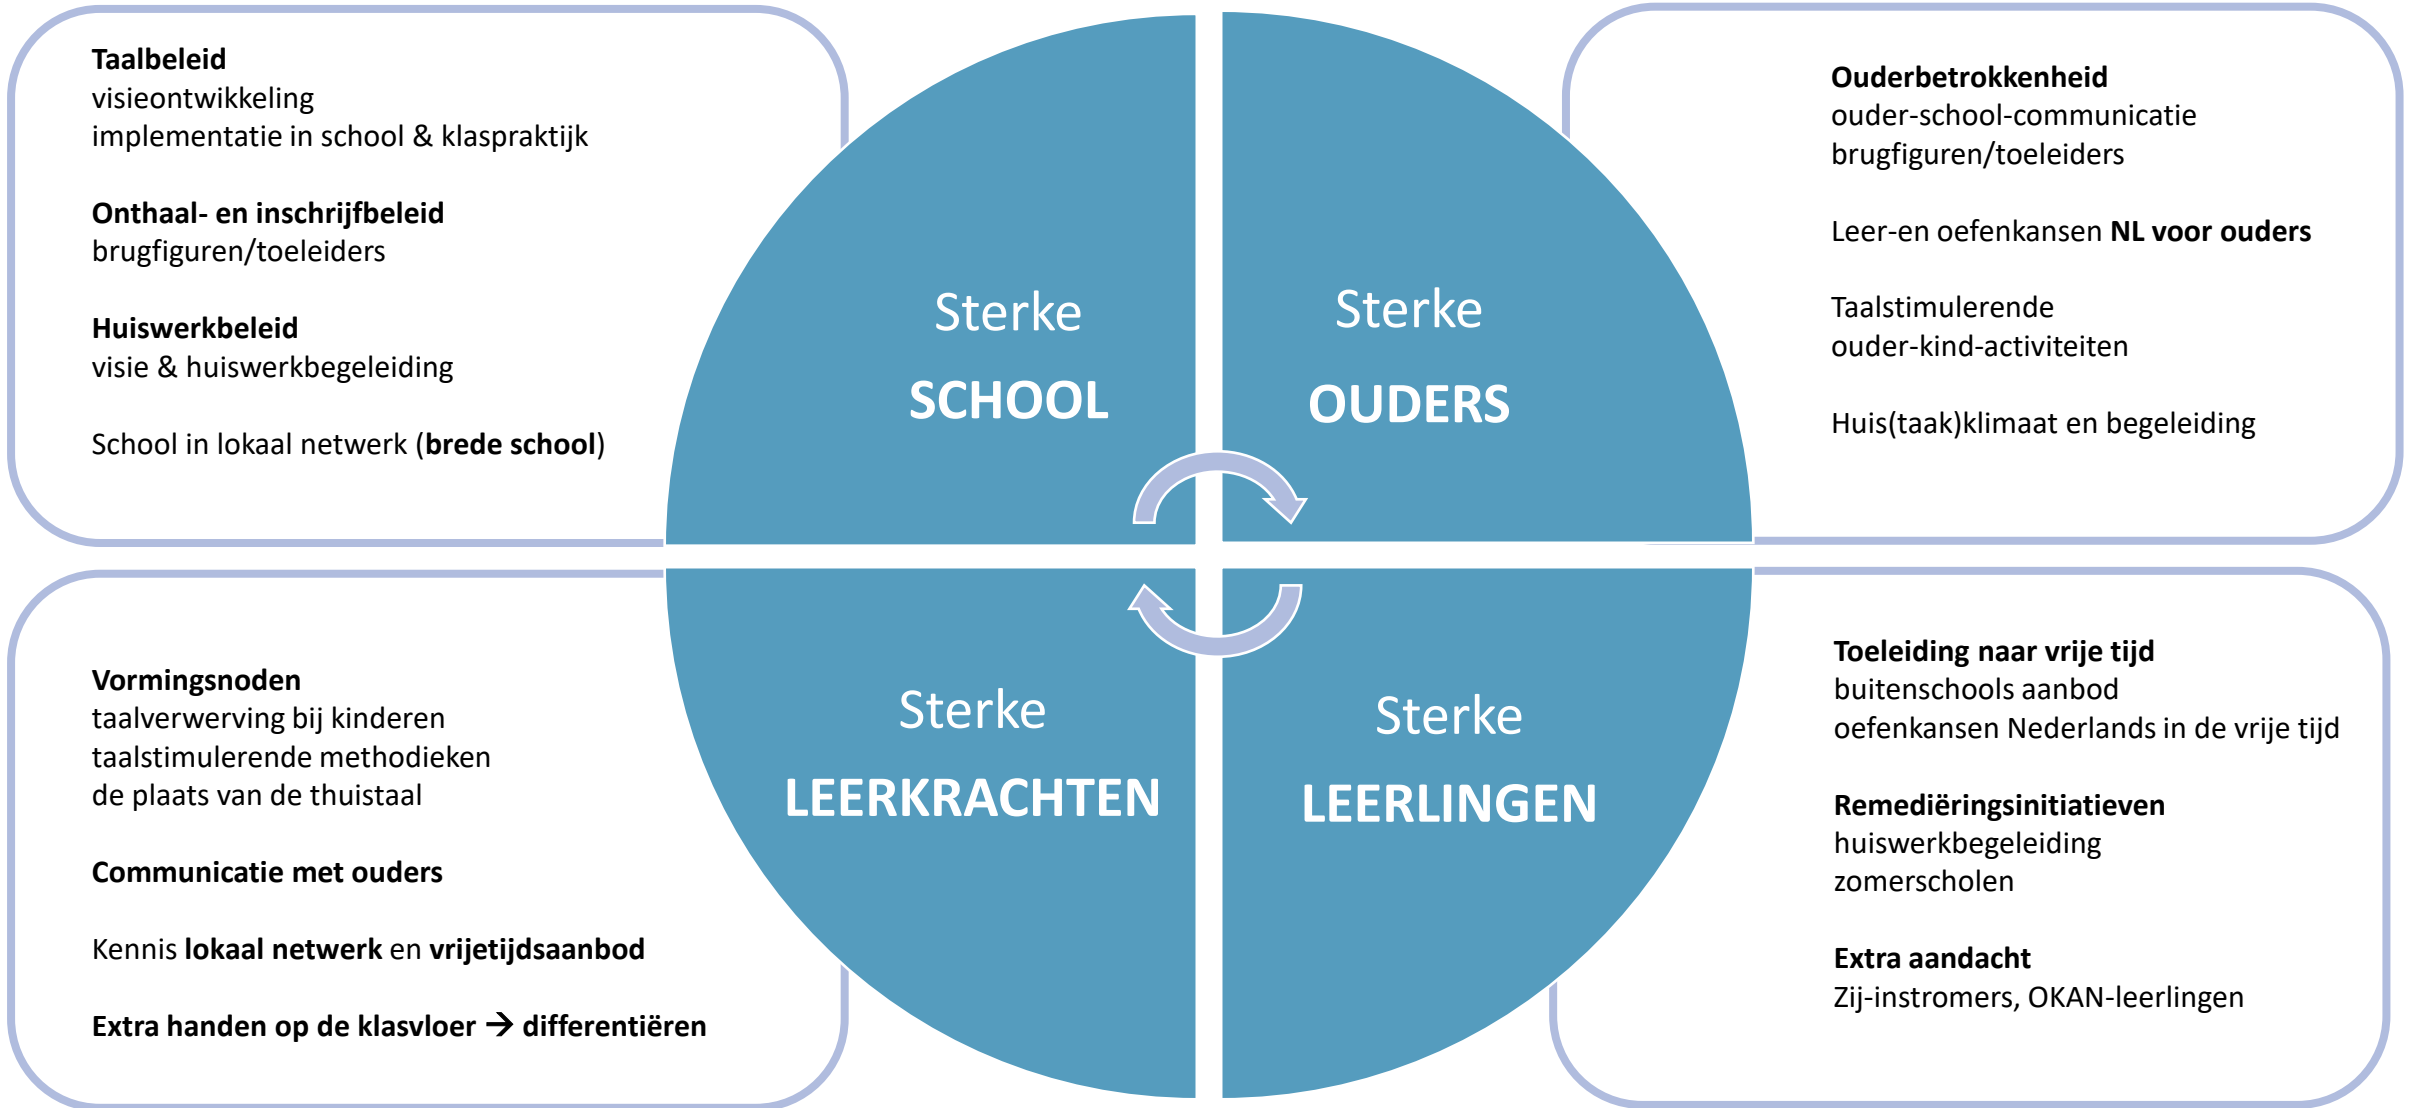 Taalbeleid
visieontwikkeling
implementatie in school & klaspraktijk
Onthaal- en inschrijfbeleid
brugfiguren/toeleiders
Huiswerkbeleid
visie & huiswerkbegeleiding
School in lokaal netwerk (brede school)
Sterke
SCHOOL
Sterke
OUDERS
Ouderbetrokkenheid
ouder-school-communicatie
brugfiguren/toeleiders
Leer-en oefenkansen NL voor ouders
Taalstimulerende
ouder-kind-activiteiten
Huis(taak)klimaat en begeleiding
Vormingsnoden
taalverwerving bij kinderen
taalstimulerende methodieken
de plaats van de thuistaal
Communicatie met ouders
Kennis lokaal netwerk en vrijetijdsaanbod
Extra handen op de klasvloer → differentiëren
Sterke
LEERKRACHTEN
Sterke
LEERLINGEN
Toeleiding naar vrije tijd
buitenschools aanbod
oefenkansen Nederlands in de vrije tijd
Remediëringsinitiatieven
huiswerkbegeleiding
zomerscholen
Extra aandacht
Zij-instromers, OKAN-leerlingen